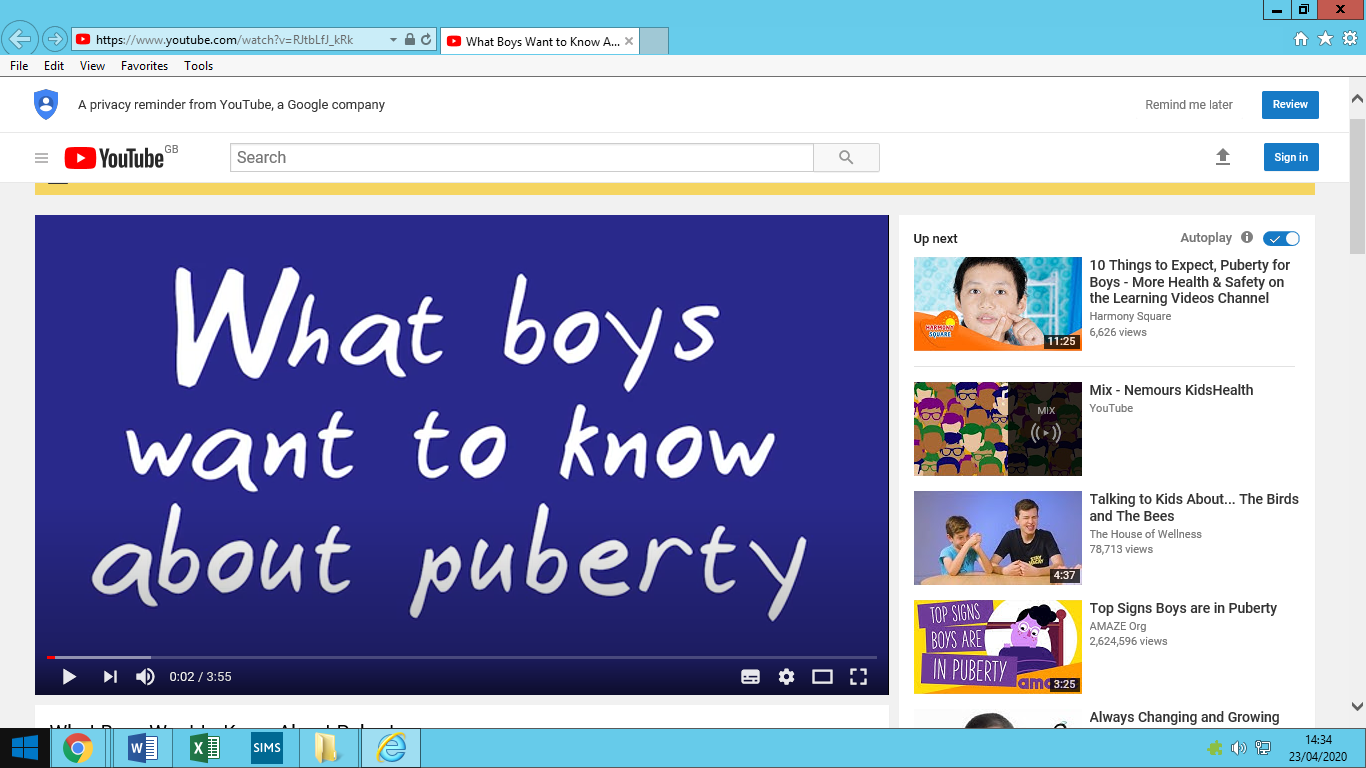 https://www.youtube.com/watch?v=RJtbLfJ_kRk
What Boys Want to Know A...
File Edit View Favorites Tools
A privacy reminder from YouTube, a Google company
Remind me later
Review
YouTube GB
Search
Sign in
What boys
want to know
about puberty
0:02 / 3:55
Up next
Autoplay
10 Things to Expect, Puberty for
Boys - More Health & Safety on
the Learning Videos Channel
Harmony Square
6,626 views
HARMONY
SQUARE
11:25
Mix - Nemours KidsHealth
YouTube
MIX
Talking to Kids About... The Birds
and The Bees
The House of Wellness
78,713 views
4:37
Top Signs Boys are in Puberty
AMAZE Org
2,624,596 views
TOP SIGNS
BOYS ARE
IN PUBERTY
3:25
Always Changing and Growing
SIMS
14:34
23/04/2020